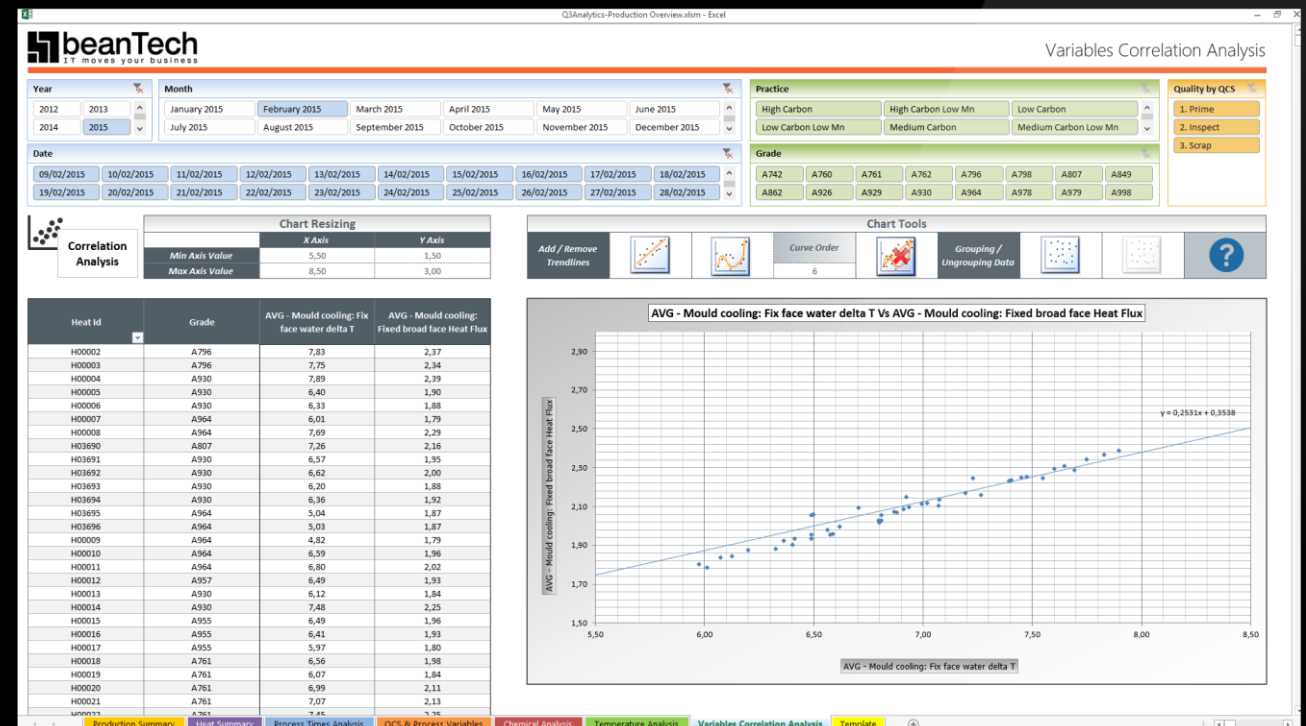 Q3Analytics-Production Overview.xlsm - Excel
beanTech
IT moves your business
Variables Correlation Analysis
Year
2012 2013
2014 2015
Month
January 2015 February 2015 March 2015 April 2015 May 2015 June 2015
July 2015 August 2015 September 2015 October 2015 November 2015 December 2015
Practice
High Carbon High Carbon Low Mn Low Carbon
Low Carbon Low Mn Medium Carbon Medium Carbon Low Mn
Quality by QCS
1. Prime
2. Inspect
3. Scrap
Date
09/02/2015 10/02/2015 11/02/2015 12/02/2015 13/02/2015 14/02/2015 15/02/2015 16/02/2015 17/02/2015 18/02/2015
19/02/2015 20/02/2015 21/02/2015 22/02/2015 23/02/2015 24/02/2015 25/02/2015 26/02/2015 27/02/2015 28/02/2015
Grade
A742 A760 A761 A762 A796 A798 A807 A849
A862 A926 A929 A930 A964 A978 A979 A998
Correlation
Analysis
Chart Resizing
X Axis Y Axis
Min Axis Value 5,50 1,50
Max Axis Value 8,50 3,00
Chart Tools
Add / Remove
Trendlines
Curve Order
6
Grouping /
Ungrouping Data
?
Heat Id Grade AVG - Mould cooling: Fix face water delta T AVG - Mould cooling: Fixed broad face Heat Flux
H00002 A796 7,83 2,37
H00003 A796 7,75 2,34
H00004 A930 7,89 2,39
H00005 A930 6,40 1,90
H00006 A930 6,33 1,88
H00007 A964 6,01 1,79
H00008 A964 7,69 2,29
H03690 A807 7,26 2,16
H03691 A930 6,57 1,95
H03692 A930 6,62 2,00
H03693 A930 6,20 1,88
H03694 A930 6,36 1,92
H03695 A964 5,04 1,87
H03696 A964 5,03 1,87
H00009 A964 4,82 1,79
H00010 A964 6,59 1,96
H00011 A964 6,80 2,02
H00012 A957 6,49 1,93
H00013 A930 6,12 1,84
H00014 A930 7,48 2,25
H00015 A955 6,49 1,96
H00016 A955 6,41 1,93
H00017 A955 5,97 1,80
H00018 A761 6,56 1,98
H00019 A761 6,07 1,84
H00020 A761 6,99 2,11
H00021 A761 7,07 2,13
H00022 A761 7,45 2,25
AVG - Mould cooling: Fix face water delta T Vs AVG - Mould cooling: Fixed broad face Heat Flux
AVG - Mould cooling: Fixed broad face Heat Flux
2,90
2,70
2,50
2,30
2,10
1,90
1,70
1,50
y = 0,2531x + 0,3538
5,50 6,00 6,50 7,00 7,50 8,00 8,50
AVG - Mould cooling: Fix face water delta T
Production Summary Heat Summary Process Times Analysis QCS & Process Variables Chemical Analysis Temperature Analysis Variables Correlation Analysis Template